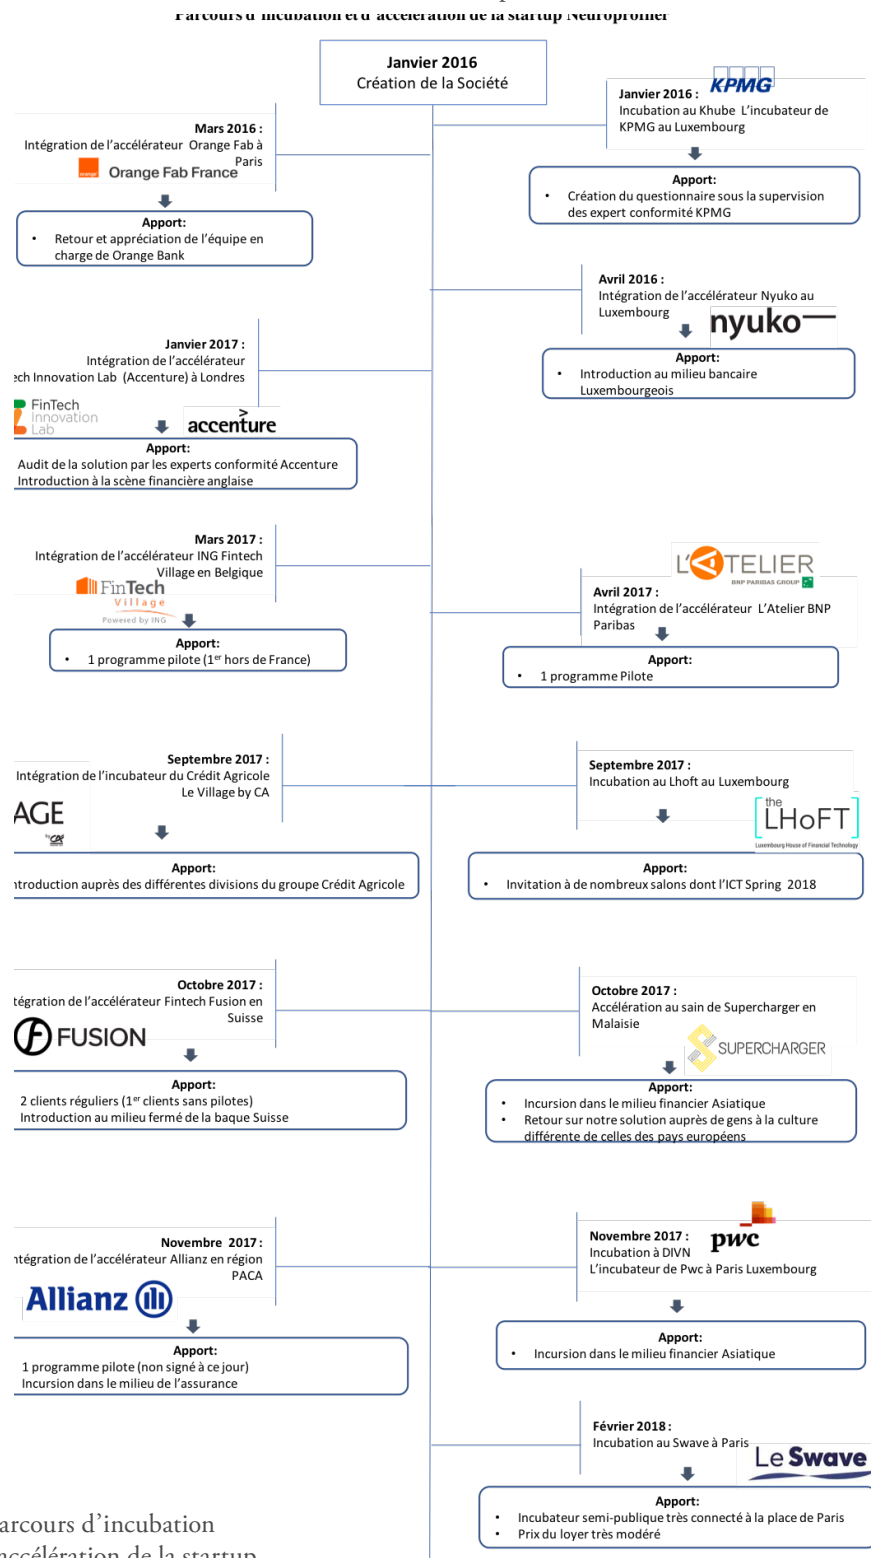 Parcours d'incubation et d'accélération de la startup Neuroprofiler
Janvier 2016
Création de la Société
KPMG
Janvier 2016 :
Incubation au Khube L'incubateur de
KPMG au Luxembourg
Apport:
• Création du questionnaire sous la supervision
des expert conformité KPMG
Mars 2016 :
Intégration de l'accélérateur Orange Fab à
Paris
orange
Orange Fab France
Apport:
• Retour et appréciation de l'équipe en
charge de Orange Bank
Avril 2016 :
Intégration de l'accélérateur Nyuko au
Luxembourg
nyuko
Apport:
• Introduction au milieu bancaire
Luxembourgeois
Janvier 2017 :
Intégration de l'accélérateur
ech Innovation Lab (Accenture) à Londres
FinTech
Innovation
Lab
accenture
Apport:
Audit de la solution par les experts conformité Accenture
Introduction à la scène financière anglaise
Mars 2017 :
Intégration de l'accélérateur ING Fintech
Village en Belgique
FinTech
Village
Powered by ING
Apport:
• 1 programme pilote (1er hors de France)
L'ATELIER
BNP PARIBAS GROUP
Avril 2017 :
Intégration de l'accélérateur L'Atelier BNP
Paribas
Apport:
• 1 programme Pilote
Septembre 2017 :
Intégration de l'incubateur du Crédit Agricole
Le Village by CA
AGE
by CA
Apport:
ntroduction auprès des différentes divisions du groupe Crédit Agricole
Septembre 2017 :
Incubation au Lhoft au Luxembourg
the
LHoFT
Luxembourg House of Financial Technology
Apport:
• Invitation à de nombreux salons dont l'ICT Spring 2018
Octobre 2017 :
tégration de l'accélérateur Fintech Fusion en
Suisse
FUSION
Apport:
2 clients réguliers (1er clients sans pilotes)
Introduction au milieu fermé de la baque Suisse
Octobre 2017 :
Accélération au sain de Supercharger en
Malaisie
SUPERCHARGER
Apport:
• Incursion dans le milieu financier Asiatique
• Retour sur notre solution auprès de gens à la culture
différente de celles des pays européens
Novembre 2017 :
ntégration de l'accélérateur Allianz en région
PACA
Allianz
Apport:
1 programme pilote (non signé à ce jour)
Incursion dans le milieu de l'assurance
pwc
Novembre 2017 :
Incubation à DIVN
L'incubateur de Pwc à Paris Luxembourg
Apport:
• Incursion dans le milieu financier Asiatique
Février 2018 :
Incubation au Swave à Paris
Le Swave
Apport:
• Incubateur semi-publique très connecté à la place de Paris
• Prix du loyer très modéré
arcours d'incubation
accélération de la startup